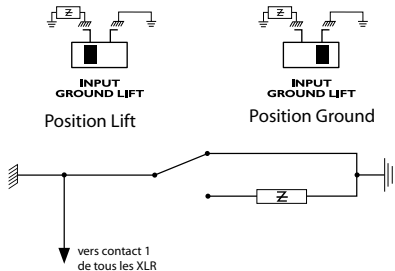 Z
Z
INPUT
GROUND LIFT
INPUT
GROUND LIFT
Position Lift
Position Ground
Z
vers contact 1
de tous les XLR